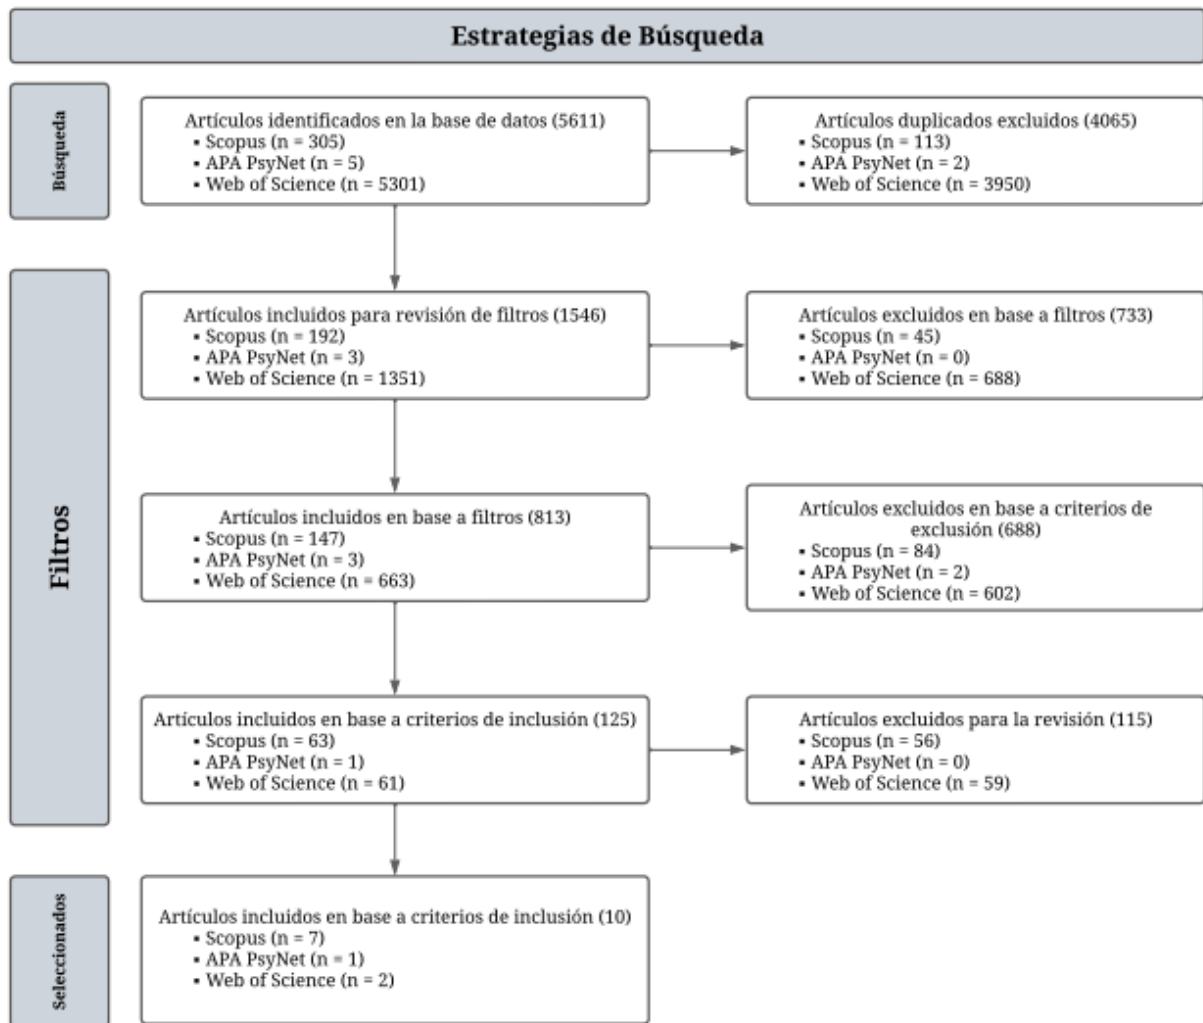 Estrategias de Búsqueda
Búsqueda
Artículos identificados en la base de datos (5611)
▪ Scopus (n = 305)
▪ APA PsyNet (n = 5)
▪ Web of Science (n = 5301)
Artículos duplicados excluidos (4065)
▪ Scopus (n = 113)
▪ APA PsyNet (n = 2)
▪ Web of Science (n = 3950)
Filtros
Artículos incluidos para revisión de filtros (1546)
▪ Scopus (n = 192)
▪ APA PsyNet (n = 3)
▪ Web of Science (n = 1351)
Artículos excluidos en base a filtros (733)
▪ Scopus (n = 45)
▪ APA PsyNet (n = 0)
▪ Web of Science (n = 688)
Artículos incluidos en base a filtros (813)
▪ Scopus (n = 147)
▪ APA PsyNet (n = 3)
▪ Web of Science (n = 663)
Artículos excluidos en base a criterios de
exclusión (688)
▪ Scopus (n = 84)
▪ APA PsyNet (n = 2)
▪ Web of Science (n = 602)
Artículos incluidos en base a criterios de inclusión (125)
▪ Scopus (n = 63)
▪ APA PsyNet (n = 1)
▪ Web of Science (n = 61)
Artículos excluidos para la revisión (115)
▪ Scopus (n = 56)
▪ APA PsyNet (n = 0)
▪ Web of Science (n = 59)
Seleccionados
Artículos incluidos en base a criterios de inclusión (10)
▪ Scopus (n = 7)
▪ APA PsyNet (n = 1)
▪ Web of Science (n = 2)